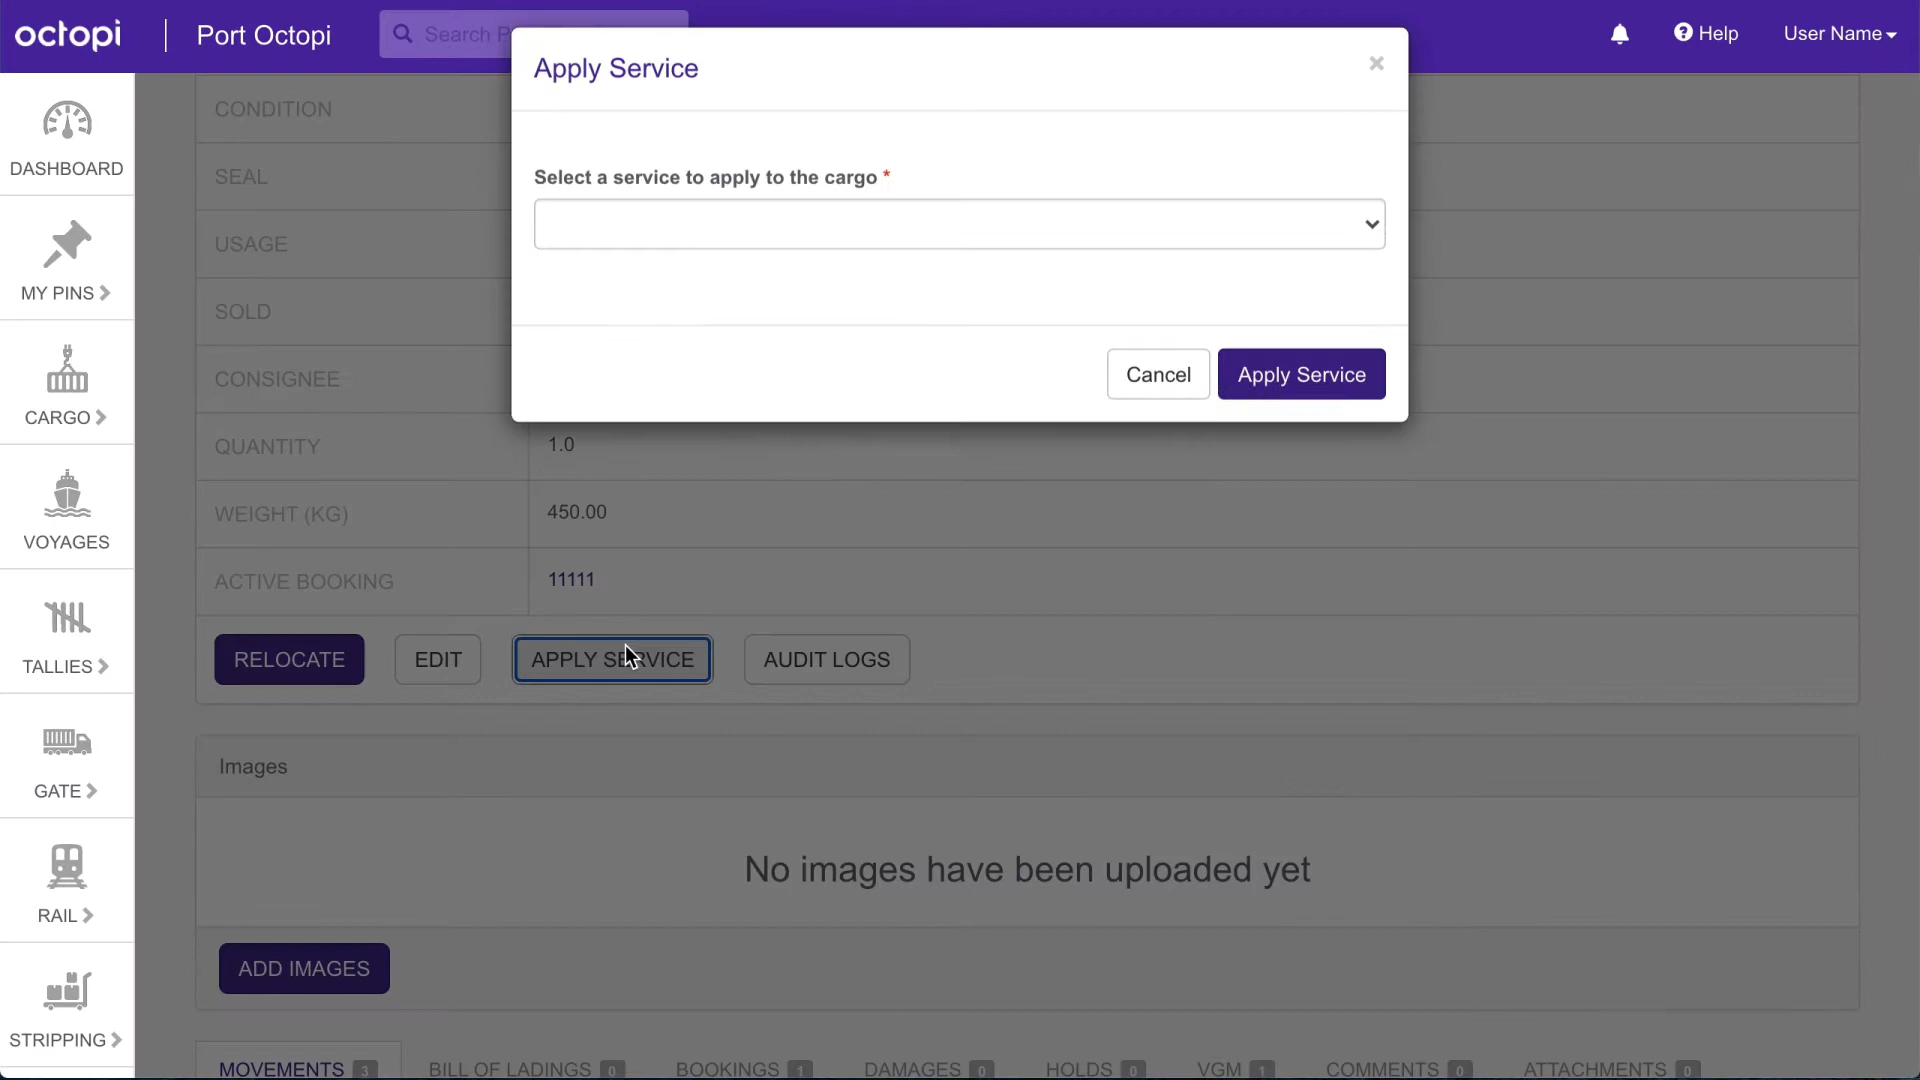 octopi
Port Octopi
Search P
Help
User Name
Apply Service
×
Select a service to apply to the cargo *
Cancel
Apply Service
DASHBOARD
MY PINS
CARGO
VOYAGES
TALLIES
GATE
RAIL
STRIPPING
CONDITION
SEAL
USAGE
SOLD
CONSIGNEE
QUANTITY 1.0
WEIGHT (KG) 450.00
ACTIVE BOOKING 11111
RELOCATE EDIT APPLY SERVICE AUDIT LOGS
Images
No images have been uploaded yet
ADD IMAGES
MOVEMENTS 3 BILL OF LADINGS 0 BOOKINGS 1 DAMAGES 0 HOLDS 0 VGM 1 COMMENTS 0 ATTACHMENTS 0